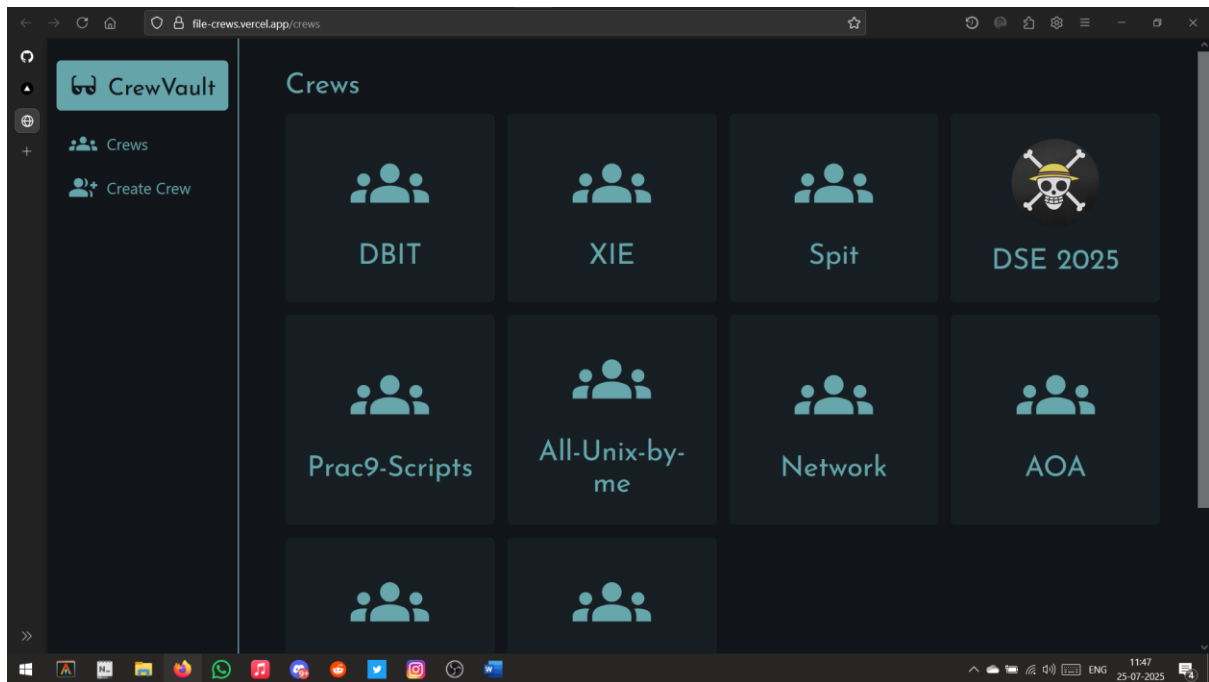 file-crews.vercel.app/crews
CrewVault
Crews
Create Crew
Crews
DBIT
XIE
Spit
DSE 2025
Prac9-Scripts
All-Unix-by-
me
Network
AOA
ENG
11:47
25-07-2025
4